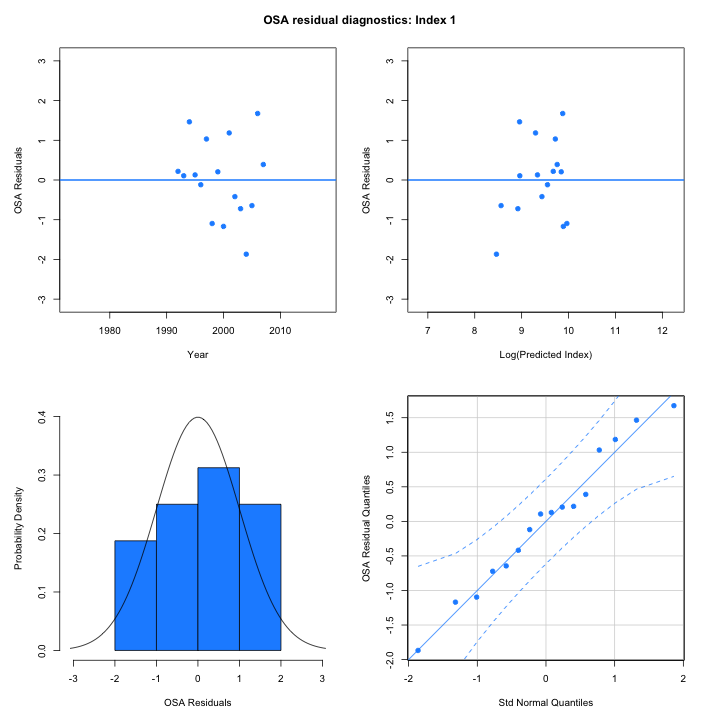 OSA residual diagnostics: Index 1
3
2
1
0
-1
-2
-3
OSA Residuals
1980 1990 2000 2010
Year
3
2
1
0
-1
-2
-3
OSA Residuals
7 8 9 10 11 12
Log(Predicted Index)
0.4
0.3
0.2
0.1
0.0
Probability Density
-3 -2 -1 0 1 2 3
OSA Residuals
1.5
1.0
0.5
0.0
-0.5
-1.0
-1.5
-2.0
OSA Residual Quantiles
-2 -1 0 1 2
Std Normal Quantiles